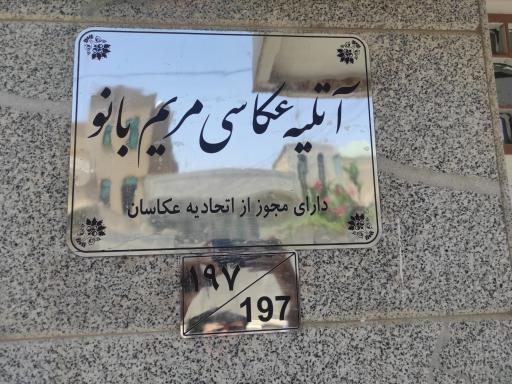 آتلیه عکاسی مریم بانو
دارای مجوز از اتحادیه عکاسان
۱۹۷
197